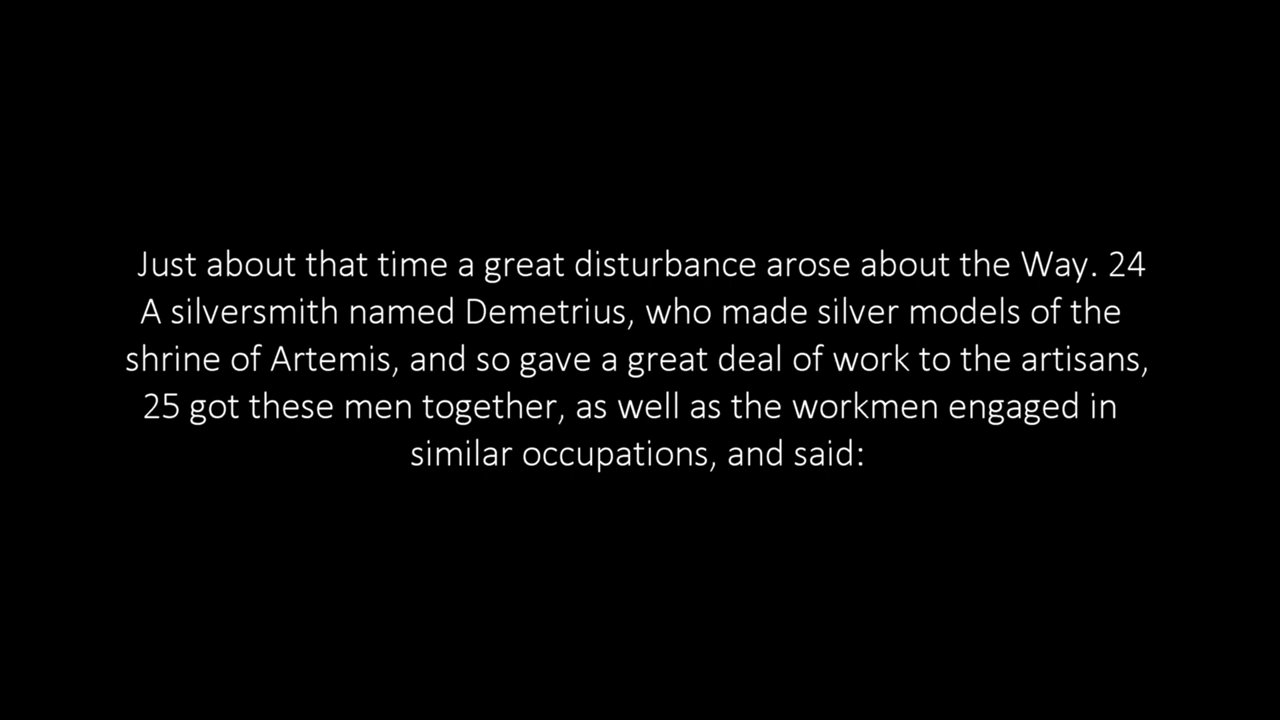 Just about that time a great disturbance arose about the Way. 24
A silversmith named Demetrius, who made silver models of the
shrine of Artemis, and so gave a great deal of work to the artisans,
25 got these men together, as well as the workmen engaged in
similar occupations, and said: